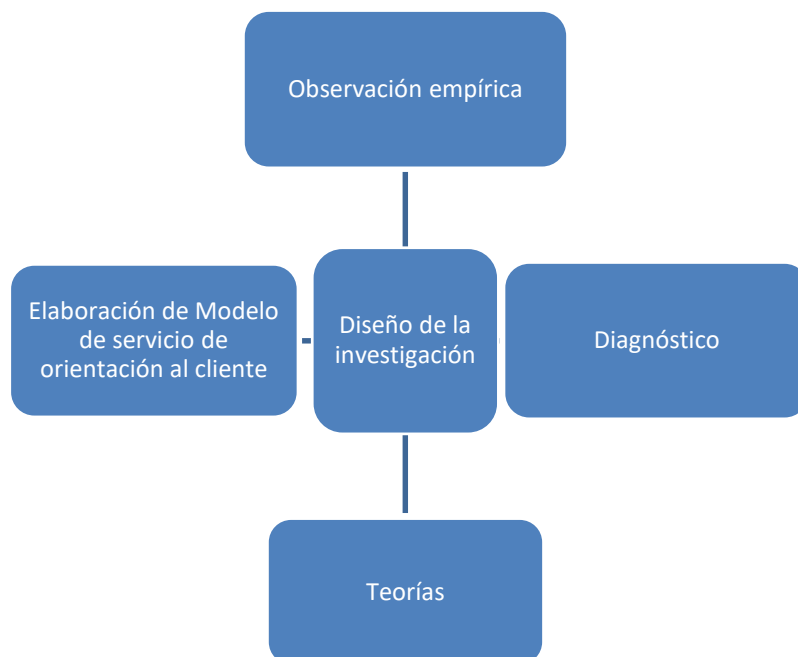 Observación empírica
Elaboración de Modelo
de servicio de
orientación al cliente
Diseño de la
investigación
Diagnóstico
Teorías